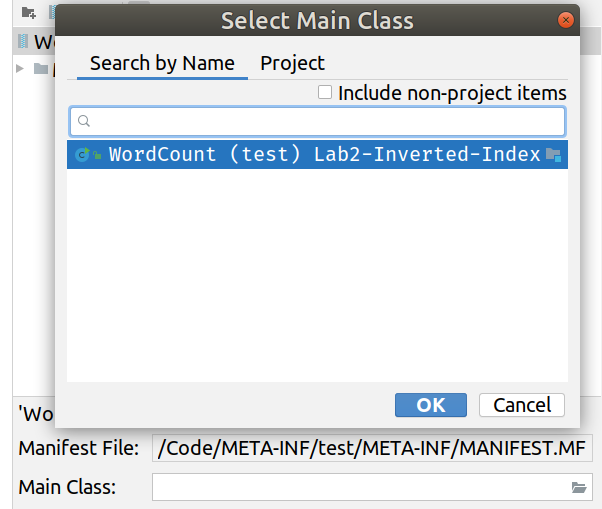 Select Main Class
Search by Name Project
Include non-project items
WordCount (test) Lab2-Inverted-Index
OK Cancel
'Wo
Manifest File: /Code/META-INF/test/META-INF/MANIFEST.MF
Main Class: